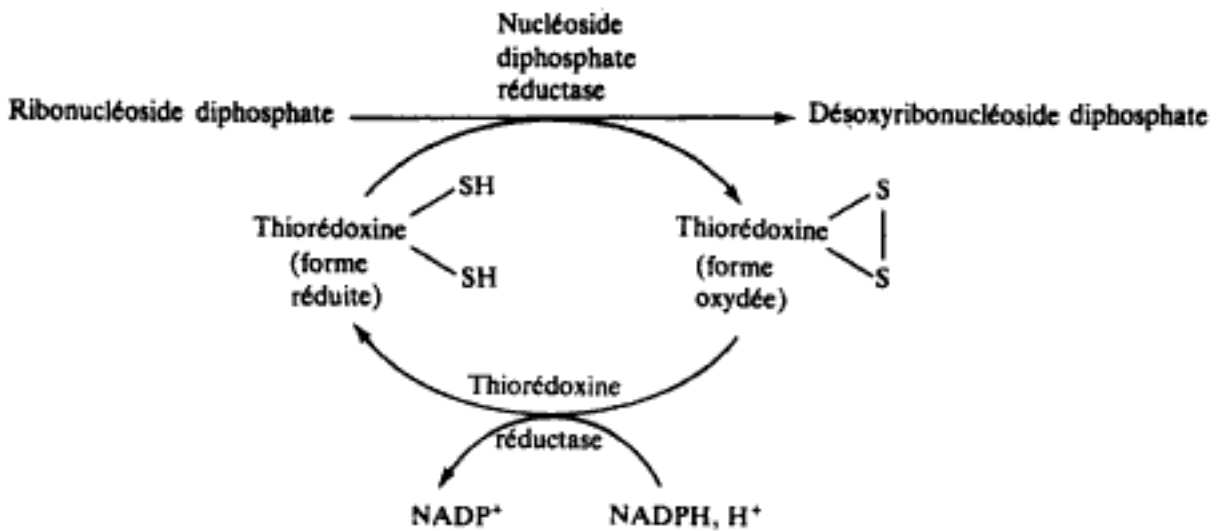 Nucléoside
diphosphate
réductase
Ribonucléoside diphosphate
Désoxyribonucléoside diphosphate
SH
S
Thiorédoxine
Thiorédoxine
(forme
réduite)
SH
(forme
oxydée)
S
Thiorédoxine
réductase
NADP⁺
NADPH, H⁺